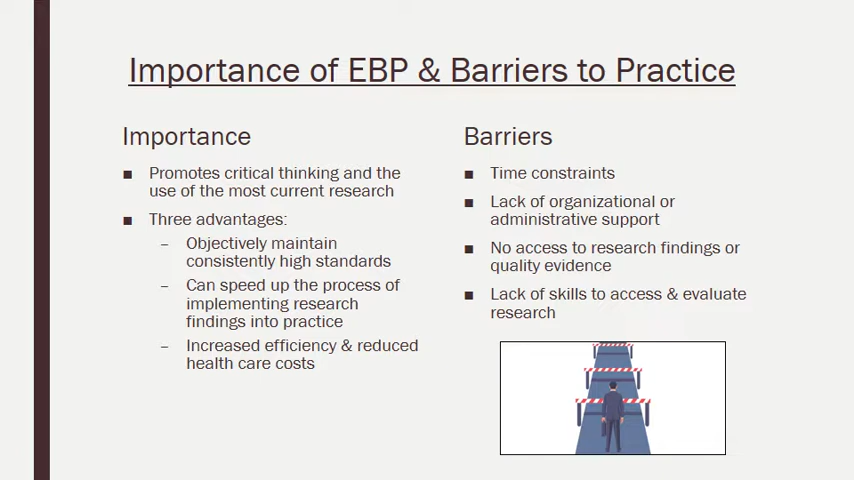 Importance of EBP & Barriers to Practice
Importance
■ Promotes critical thinking and the
use of the most current research
■ Three advantages:
– Objectively maintain
consistently high standards
– Can speed up the process of
implementing research
findings into practice
– Increased efficiency & reduced
health care costs
Barriers
■ Time constraints
■ Lack of organizational or
administrative support
■ No access to research findings or
quality evidence
■ Lack of skills to access & evaluate
research